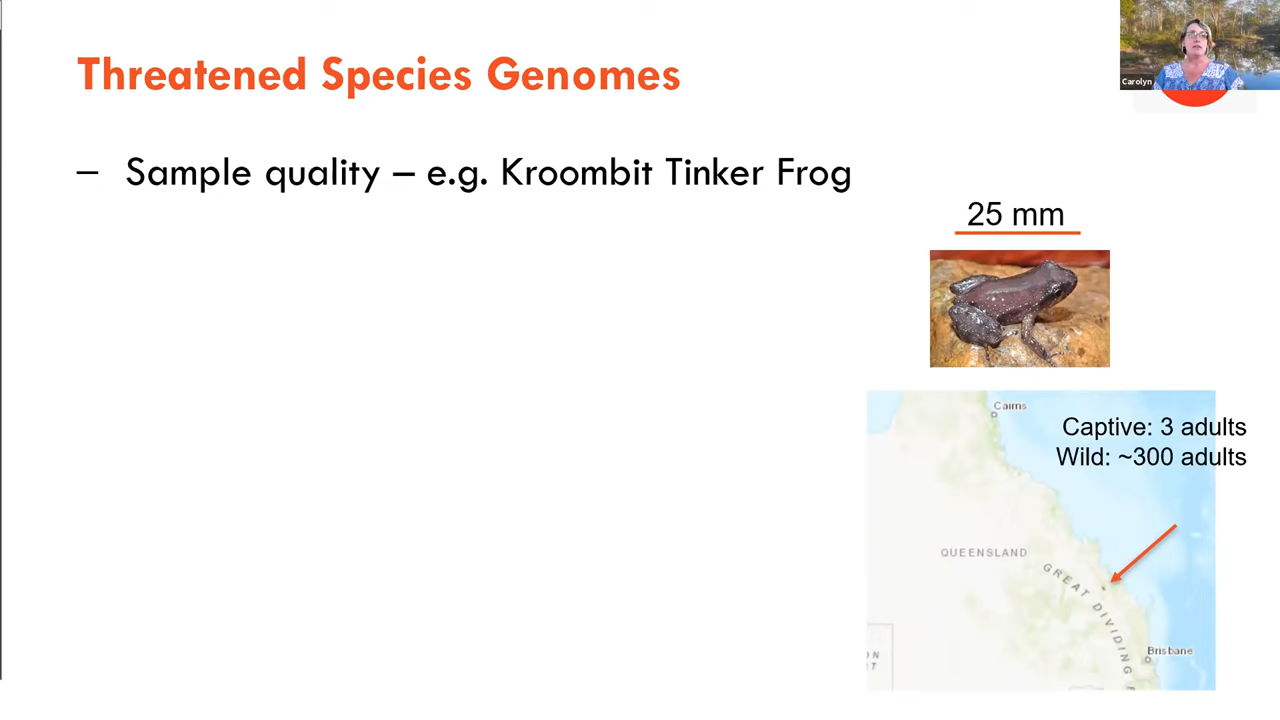 Threatened Species Genomes
Carolyn
– Sample quality – e.g. Kroombit Tinker Frog
25 mm
Cairns
Captive: 3 adults
Wild: ~300 adults
QUEENSLAND
GREAT DIVIDING
Brisbane